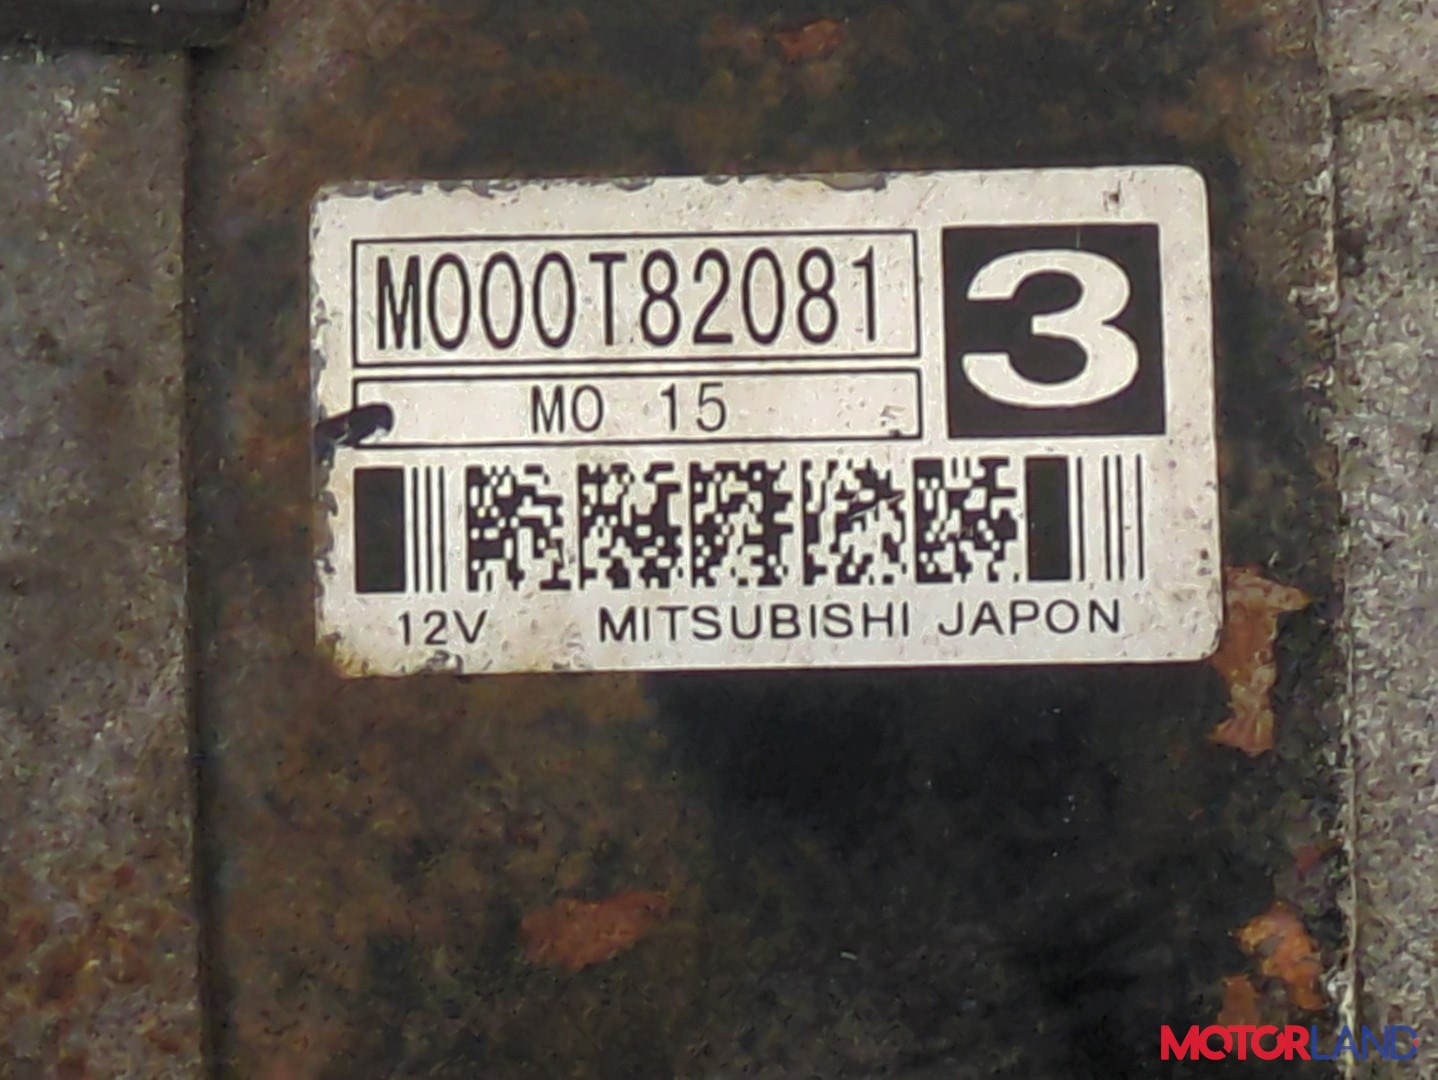 M000T82081
3
MO 15
12V MITSUBISHI JAPON
MOTORLAND